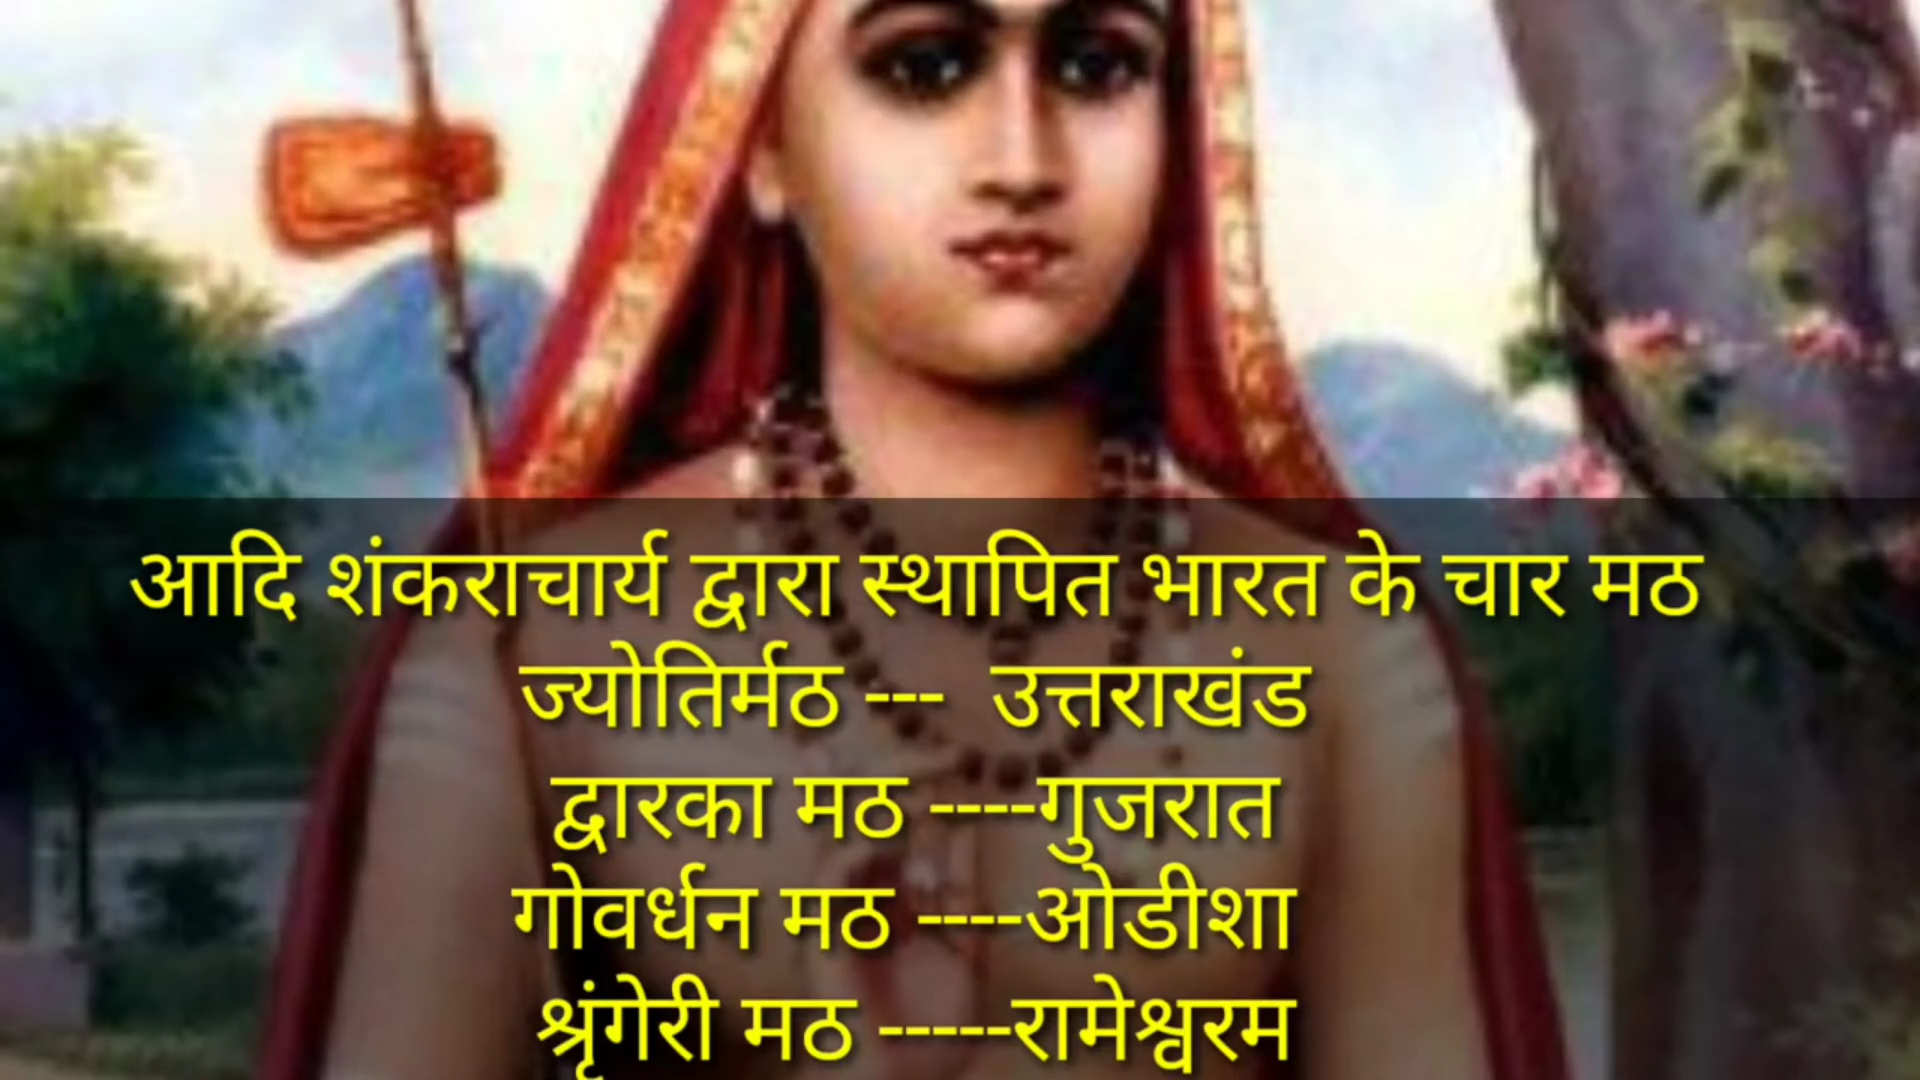 आदि शंकराचार्य द्वारा स्थापित भारत के चार मठ
ज्योतिर्मठ --- उत्तराखंड
द्वारका मठ ----गुजरात
गोवर्धन मठ ----ओडीशा
श्रृंगेरी मठ -----रामेश्वरम